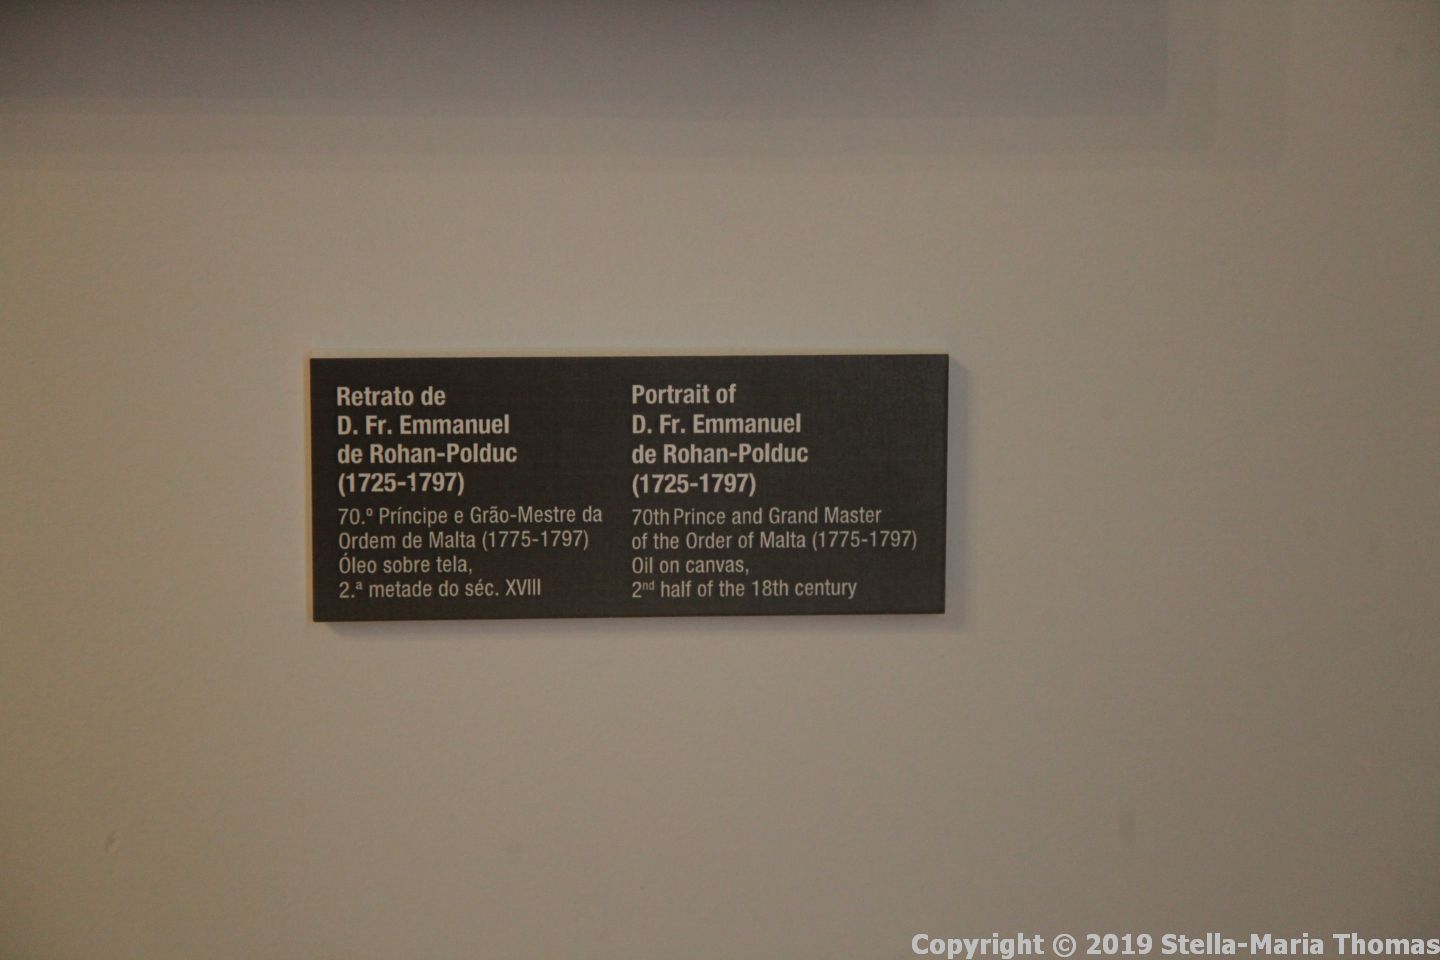 Retrato de
D. Fr. Emmanuel
de Rohan-Polduc
(1725-1797)
70.º Príncipe e Grão-Mestre da
Ordem de Malta (1775-1797)
Óleo sobre tela,
2.ª metade do séc. XVIII
Portrait of
D. Fr. Emmanuel
de Rohan-Polduc
(1725-1797)
70th Prince and Grand Master
of the Order of Malta (1775-1797)
Oil on canvas,
2nd half of the 18th century
Copyright © 2019 Stella-Maria Thomas